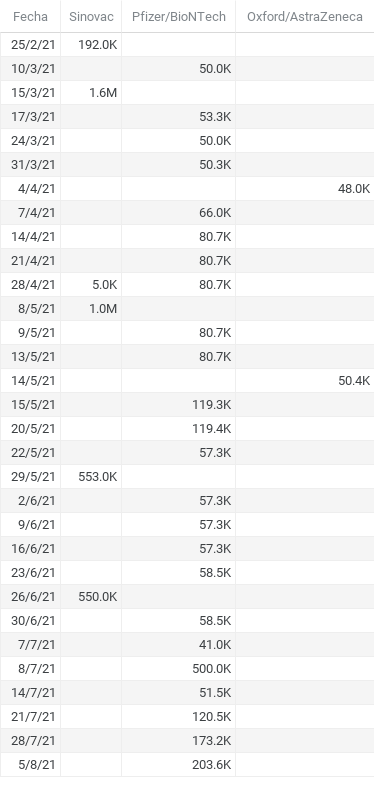 Fecha Sinovac Pfizer/BioNTech Oxford/AstraZeneca
25/2/21 192.0K
10/3/21 50.0K
15/3/21 1.6M
17/3/21 53.3K
24/3/21 50.0K
31/3/21 50.3K
4/4/21 48.0K
7/4/21 66.0K
14/4/21 80.7K
21/4/21 80.7K
28/4/21 5.0K 80.7K
8/5/21 1.0M
9/5/21 80.7K
13/5/21 80.7K
14/5/21 50.4K
15/5/21 119.3K
20/5/21 119.4K
22/5/21 57.3K
29/5/21 553.0K
2/6/21 57.3K
9/6/21 57.3K
16/6/21 57.3K
23/6/21 58.5K
26/6/21 550.0K
30/6/21 58.5K
7/7/21 41.0K
8/7/21 500.0K
14/7/21 51.5K
21/7/21 120.5K
28/7/21 173.2K
5/8/21 203.6K